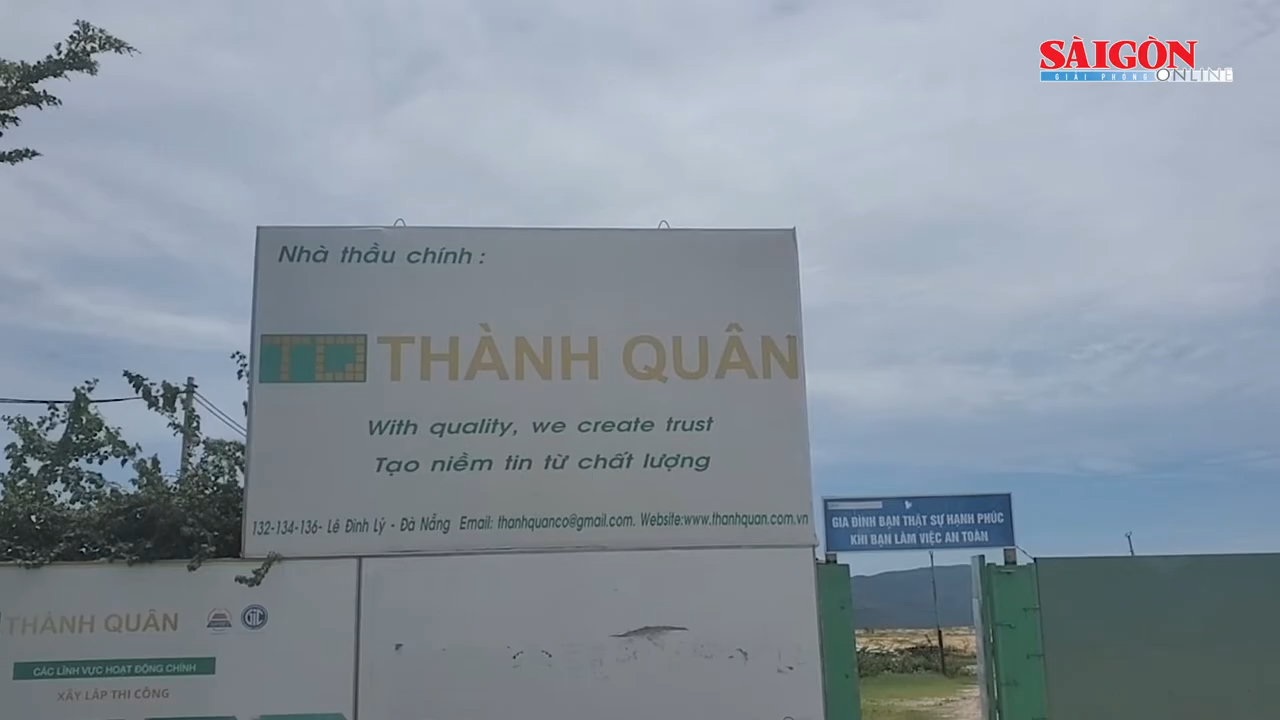 SÀIGÒN
GIẢI PHÓNG ONLINE
Nhà thầu chính :
TQ THÀNH QUÂN
With quality, we create trust
Tạo niềm tin từ chất lượng
132-134-136- Lê Đình Lý - Đà Nẵng Email: thanhquanco@gmail.com. Website:www.thanhquan.com.vn
GIA ĐÌNH BẠN THẬT SỰ HẠNH PHÚC
KHI BẠN LÀM VIỆC AN TOÀN
THÀNH QUÂN
CÁC LĨNH VỰC HOẠT ĐỘNG CHÍNH
XÂY LẮP THI CÔNG